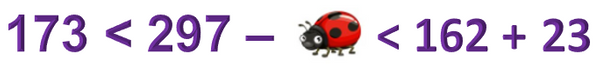 173 < 297 – < 162 + 23